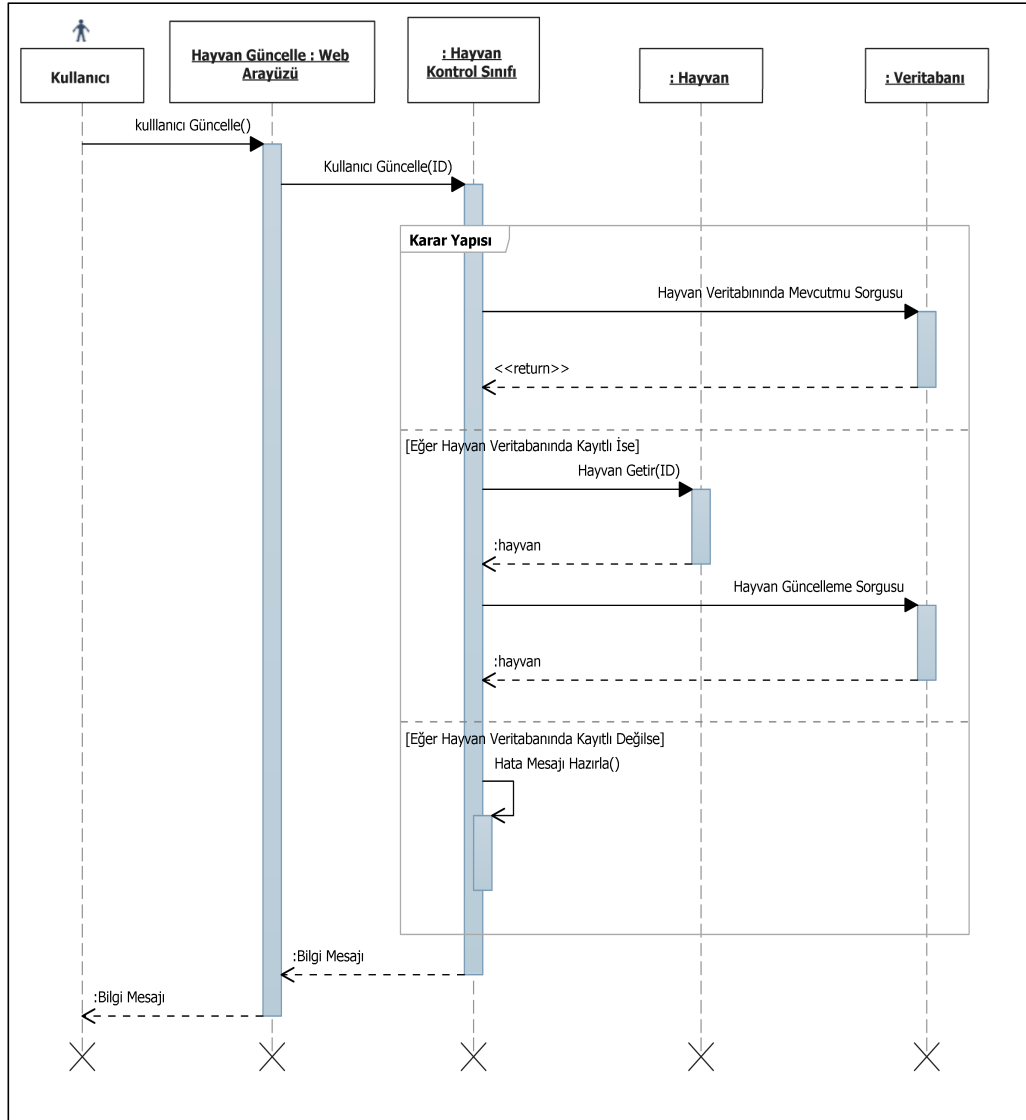 Kullanıcı
Hayvan Güncelle : Web
Arayüzü
: Hayvan
Kontrol Sınıfı
: Hayvan
: Veritabanı
kulllanıcı Güncelle()
Kullanıcı Güncelle(ID)
Karar Yapısı
Hayvan Veritabınında Mevcutmu Sorgusu
<<return>>
[Eğer Hayvan Veritabanında Kayıtlı İse]
Hayvan Getir(ID)
:hayvan
Hayvan Güncelleme Sorgusu
:hayvan
[Eğer Hayvan Veritabanında Kayıtlı Değilse]
Hata Mesajı Hazırla()
:Bilgi Mesajı
:Bilgi Mesajı